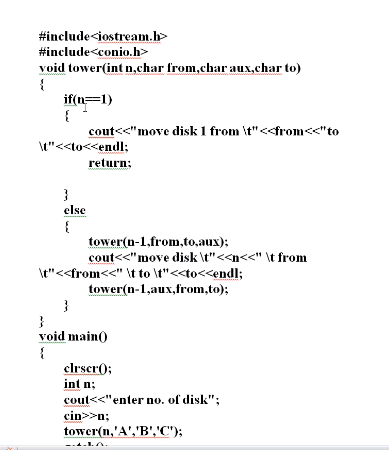 #include<iostream.h>
#include<conio.h>
void tower(int n,char from,char aux,char to)
{
if(n==1)
{
cout<<"move disk 1 from \t"<<from<<"to
\t"<<to<<endl;
return;
}
else
{
tower(n-1,from,to,aux);
cout<<"move disk \t"<<n<<" \t from
\t"<<from<<" \t to \t"<<to<<endl;
tower(n-1,aux,from,to);
}
}
void main()
{
clrscr();
int n;
cout<<"enter no. of disk";
cin>>n;
tower(n,'A','B','C');